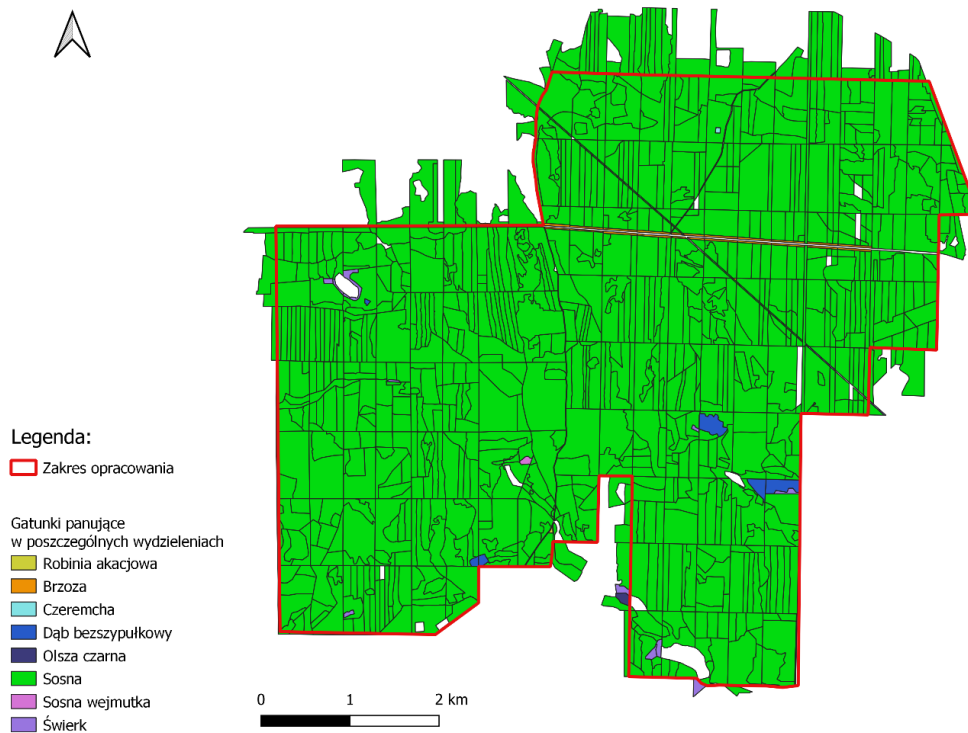 Legenda:
Zakres opracowania
Gatunki panujące
w poszczególnych wydzieleniach
Robinia akacjowa
Brzoza
Czeremcha
Dąb bezszypułkowy
Olsza czarna
Sosna
Sosna wejmutka
Świerk
0 1 2 km